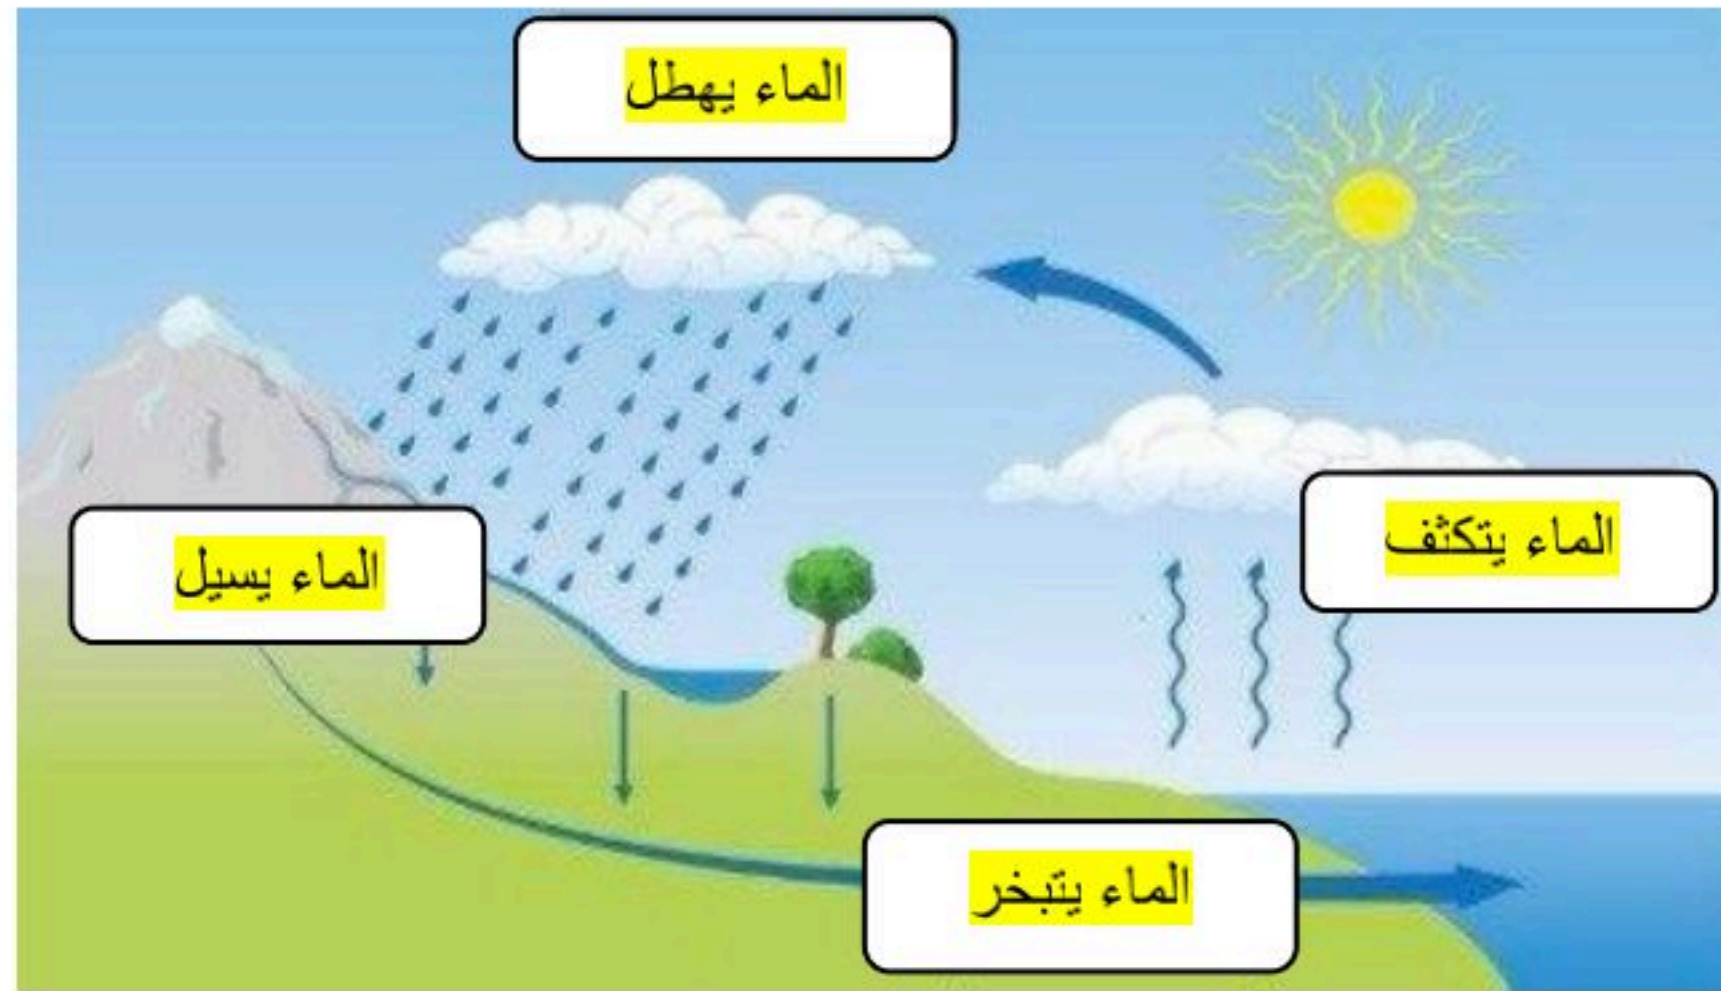 الماء يهطل
الماء يتكثف
الماء يسيل
الماء يتبخر